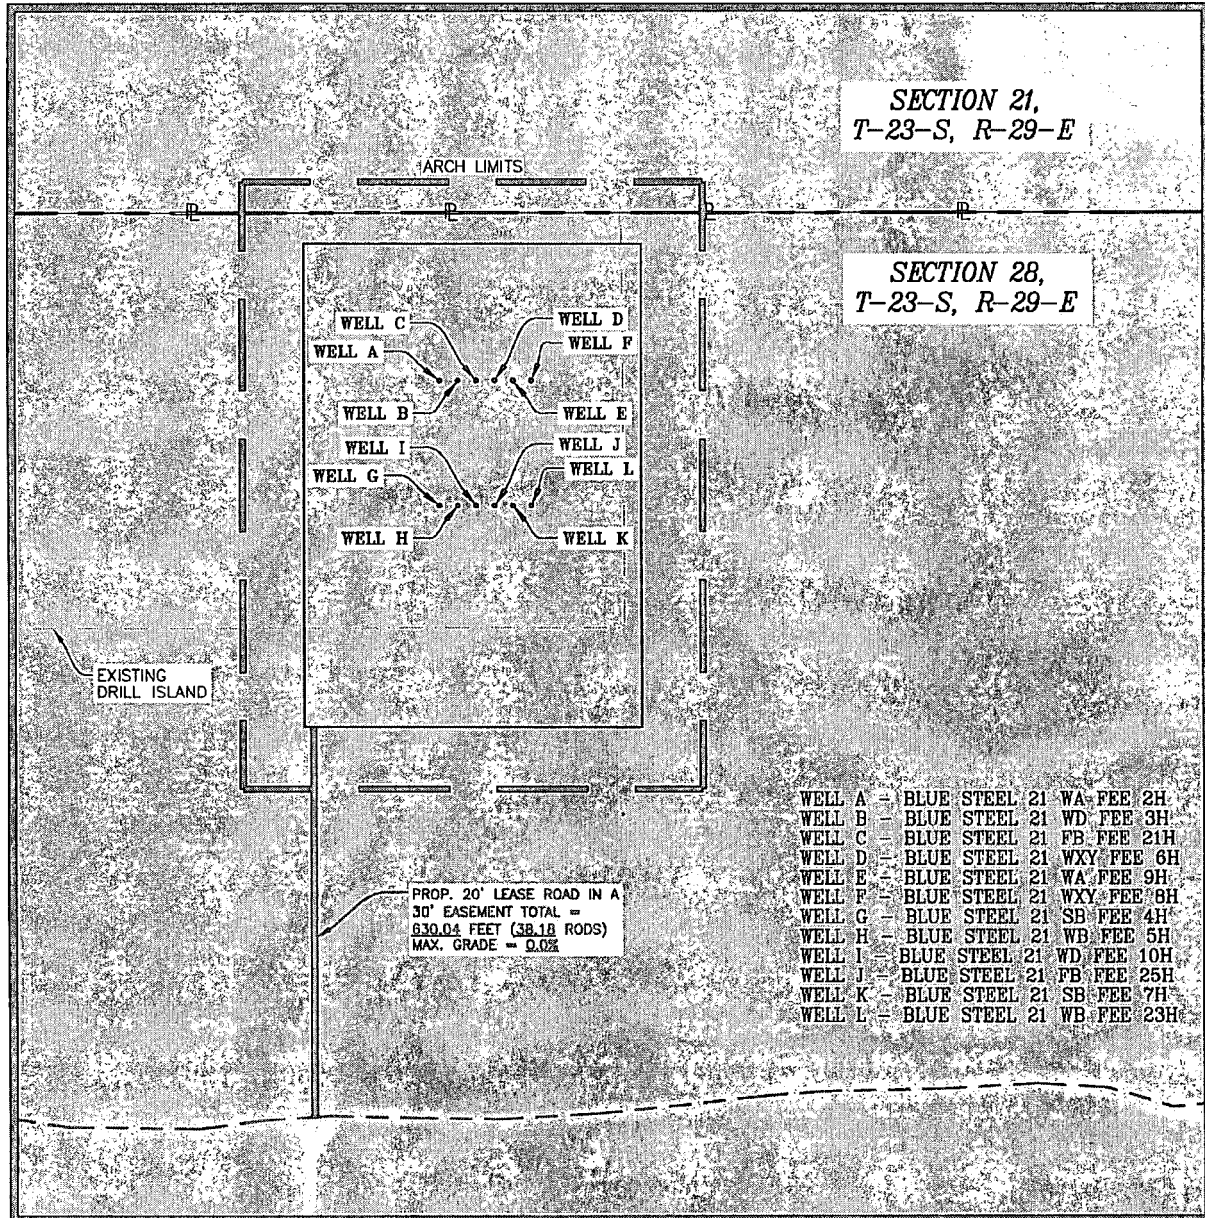 SECTION 21,
T-23-S, R-29-E
ARCH LIMITS
SECTION 28,
T-23-S, R-29-E
WELL C
WELL D
WELL A
WELL F
WELL B
WELL E
WELL I
WELL J
WELL G
WELL L
WELL H
WELL K
EXISTING
DRILL ISLAND
WELL A - BLUE STEEL 21 WA FEE 2H
WELL B - BLUE STEEL 21 WD FEE 3H
WELL C - BLUE STEEL 21 FB FEE 21H
WELL D - BLUE STEEL 21 WXY FEE 6H
WELL E - BLUE STEEL 21 WA FEE 9H
WELL F - BLUE STEEL 21 WXY FEE 8H
WELL G - BLUE STEEL 21 SB FEE 4H
WELL H - BLUE STEEL 21 WB FEE 5H
WELL I - BLUE STEEL 21 WD FEE 10H
WELL J - BLUE STEEL 21 FB FEE 25H
WELL K - BLUE STEEL 21 SB FEE 7H
WELL L - BLUE STEEL 21 WB FEE 23H
PROP. 20' LEASE ROAD IN A
30' EASEMENT TOTAL =
630.04 FEET (38.18 RODS)
MAX. GRADE = 0.0%